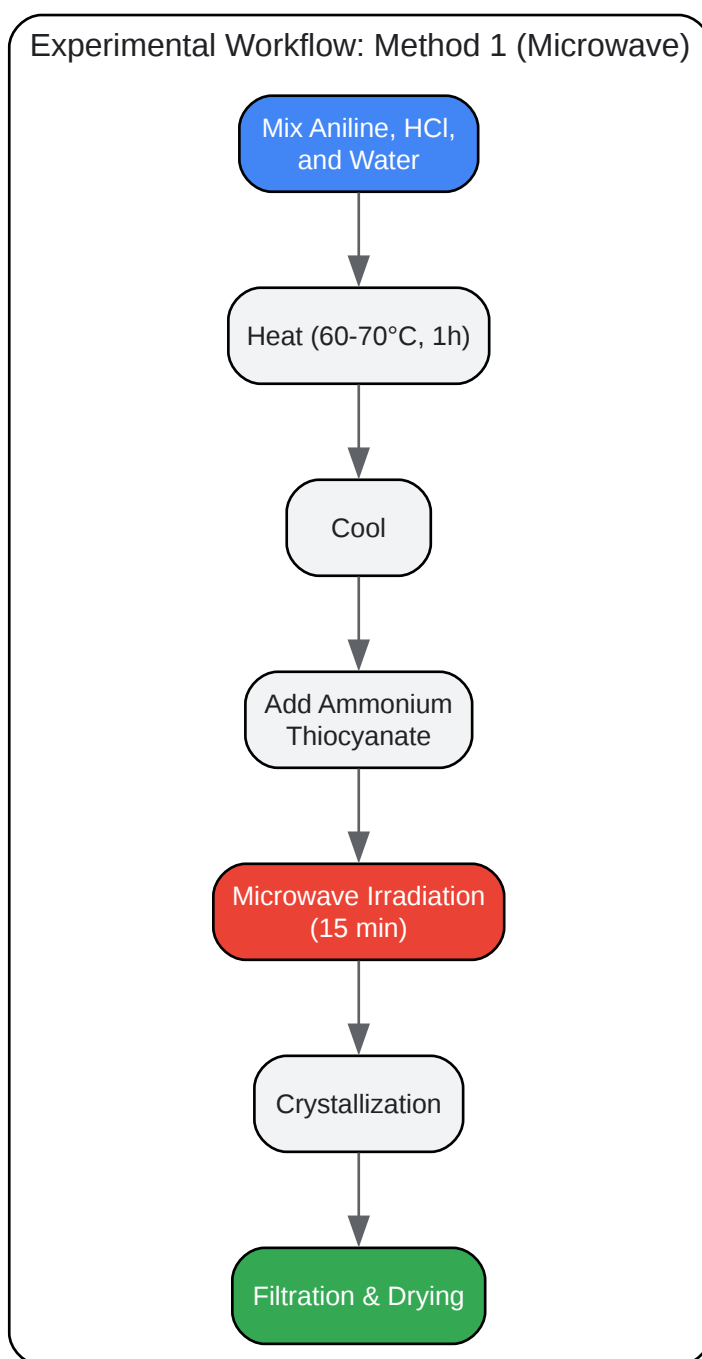 Experimental Workflow: Method 1 (Microwave)
Mix Aniline, HCl,
and Water
Heat (60-70°C, 1h)
Cool
Add Ammonium
Thiocyanate
Microwave Irradiation
(15 min)
Crystallization
Filtration & Drying